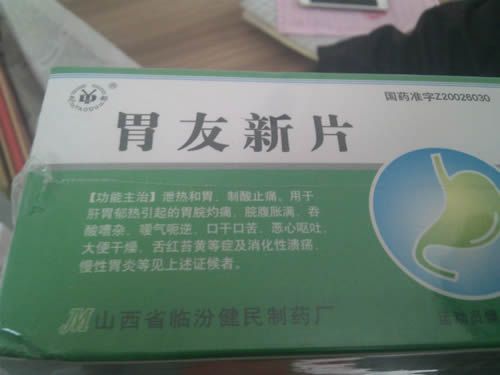 国药准字Z20026030
胃友新片
【功能主治】泄热和胃、制酸止痛。用于
肝胃郁热引起的胃脘灼痛、脘腹胀满、吞
酸嘈杂、嗳气呃逆、口干口苦、恶心呕吐、
大便干燥、舌红苔黄等症及消化性溃疡、
慢性胃炎等见上述证候者。
山西省临汾健民制药厂
运动员慎